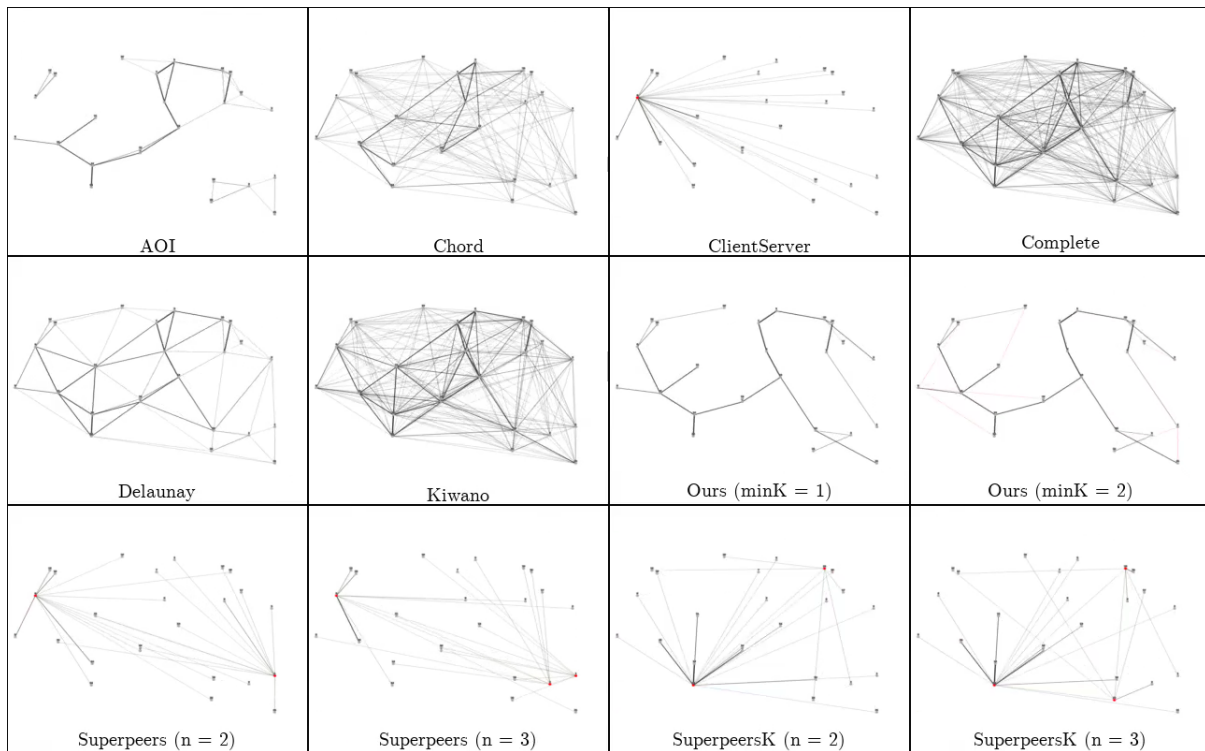 AOI
Chord
ClientServer
Complete
Delaunay
Kiwano
Ours (minK = 1)
Ours (minK = 2)
Superpeers (n = 2)
Superpeers (n = 3)
SuperpeersK (n = 2)
SuperpeersK (n = 3)